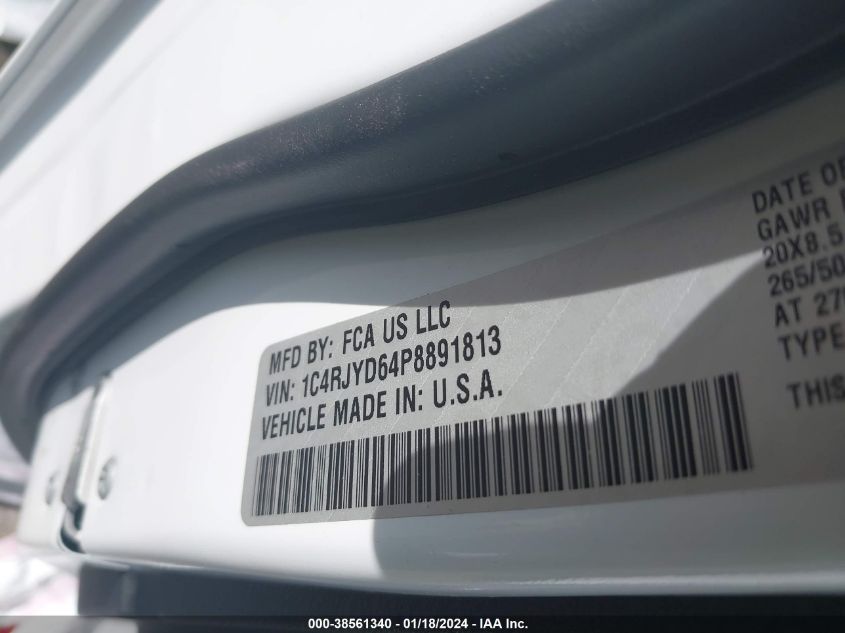 MFD BY: FCA US LLC
VIN: 1C4RJYD64P8891813
VEHICLE MADE IN: U.S.A.
DATE OF
GAWR
20X8.5
265/50
AT
TYPE
THIS
000-38561340 - 01/18/2024 - IAA Inc.